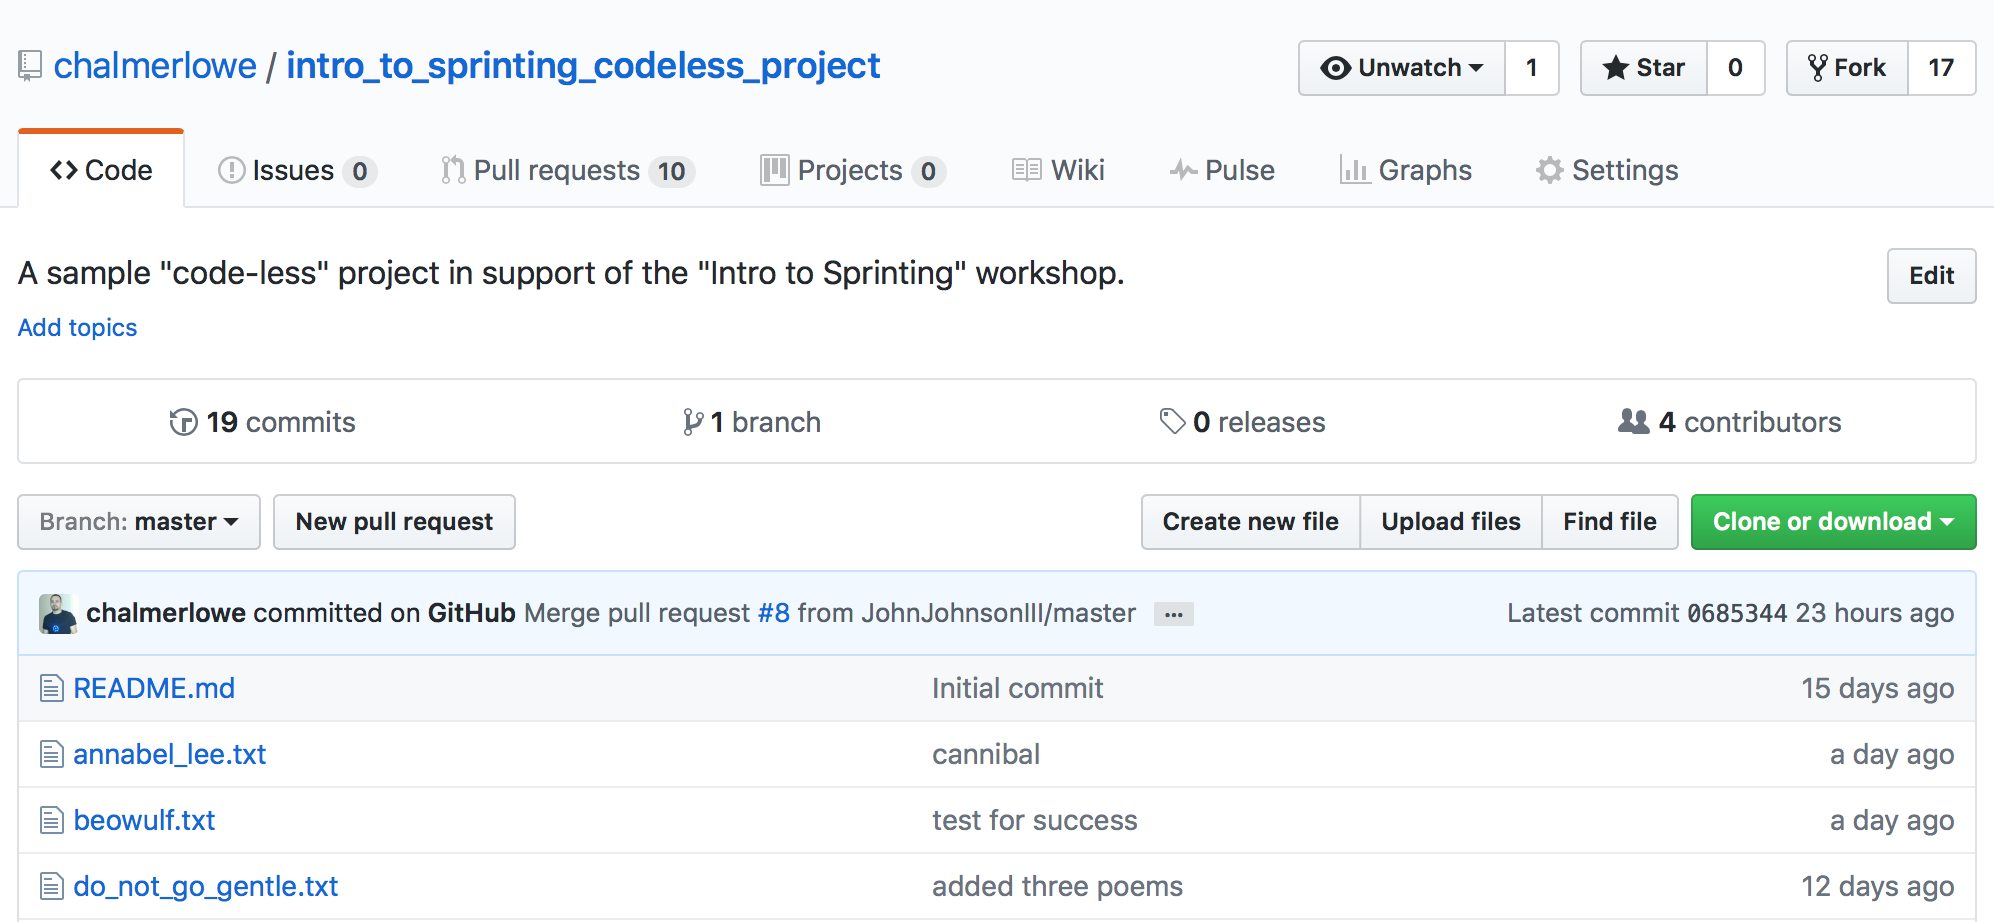 chalmerlowe / intro_to_sprinting_codeless_project
Unwatch 1 Star 0 Fork 17
Code Issues 0 Pull requests 10 Projects 0 Wiki Pulse Graphs Settings
A sample "code-less" project in support of the "Intro to Sprinting" workshop. Edit
Add topics
19 commits 1 branch 0 releases 4 contributors
Branch: master New pull request Create new file Upload files Find file Clone or download
chalmerlowe committed on GitHub Merge pull request #8 from JohnJohnsonIII/master ... Latest commit 0685344 23 hours ago
README.md Initial commit 15 days ago
annabel_lee.txt cannibal a day ago
beowulf.txt test for success a day ago
do_not_go_gentle.txt added three poems 12 days ago